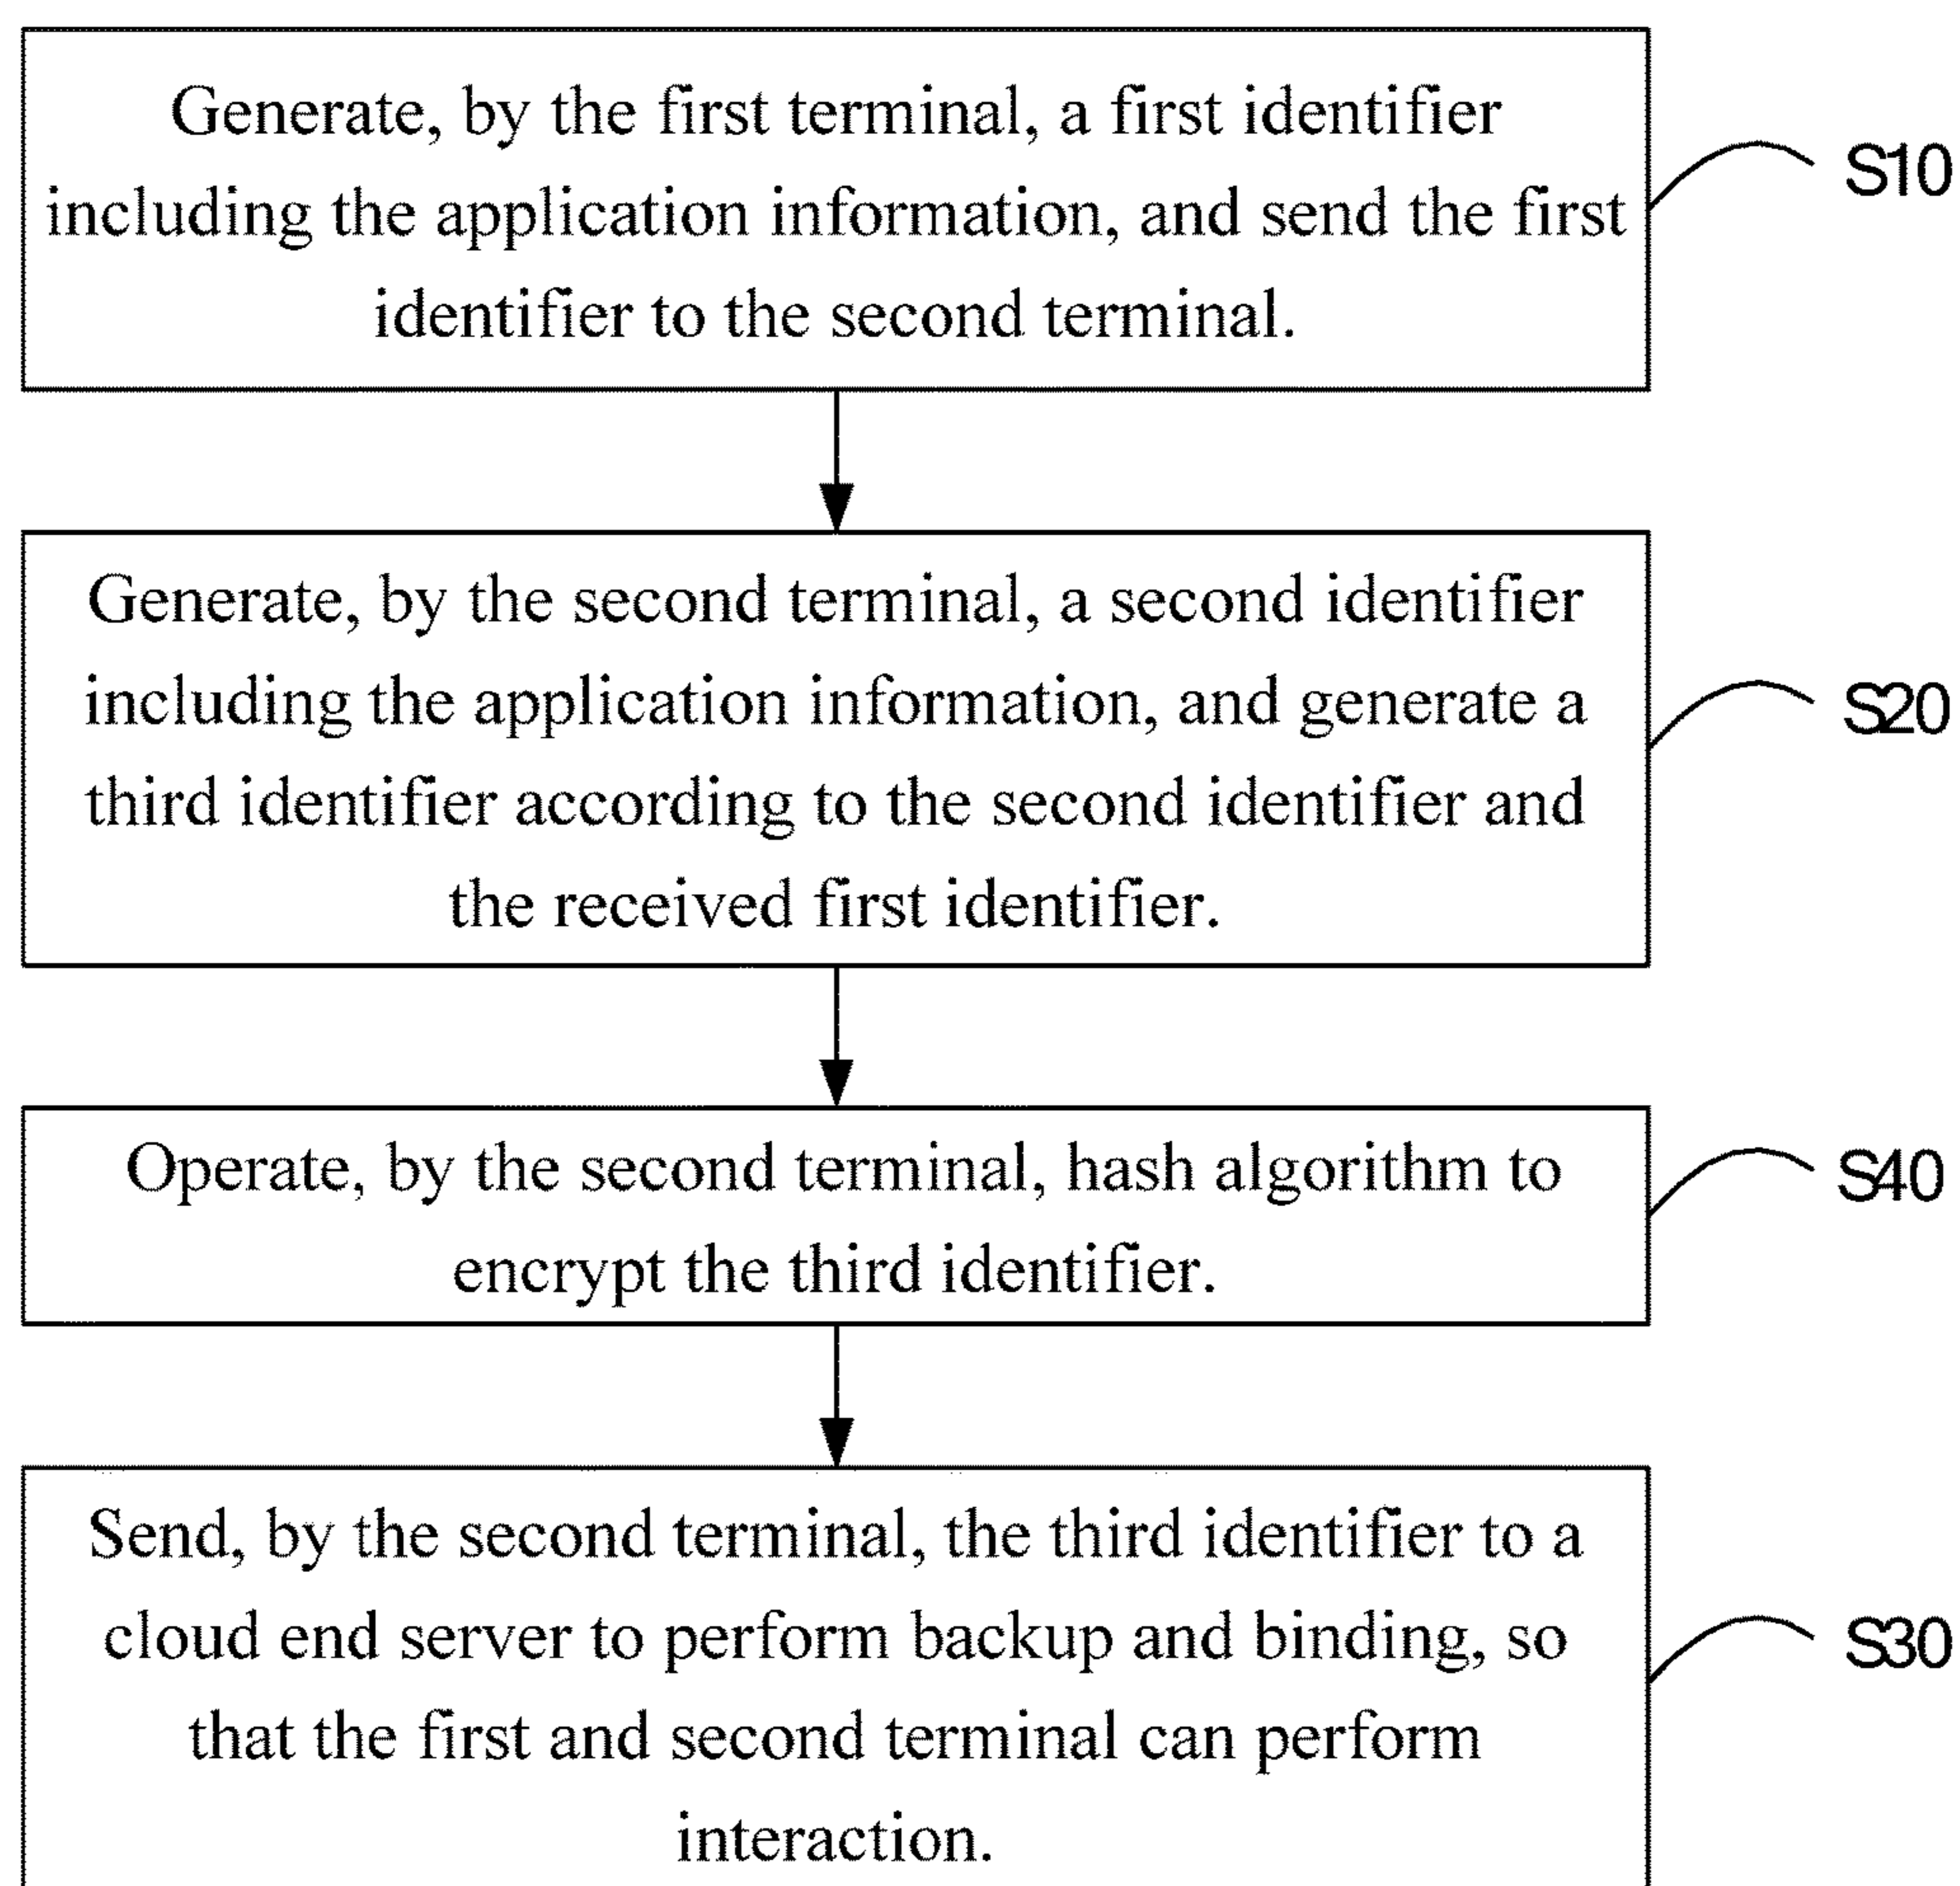 Generate, by the first terminal, a first identifier
including the application information, and send the first
identifier to the second terminal.
S10
Generate, by the second terminal, a second identifier
including the application information, and generate a
third identifier according to the second identifier and
the received first identifier.
S20
Operate, by the second terminal, hash algorithm to
encrypt the third identifier.
S40
Send, by the second terminal, the third identifier to a
cloud end server to perform backup and binding, so
that the first and second terminal can perform
interaction.
S30